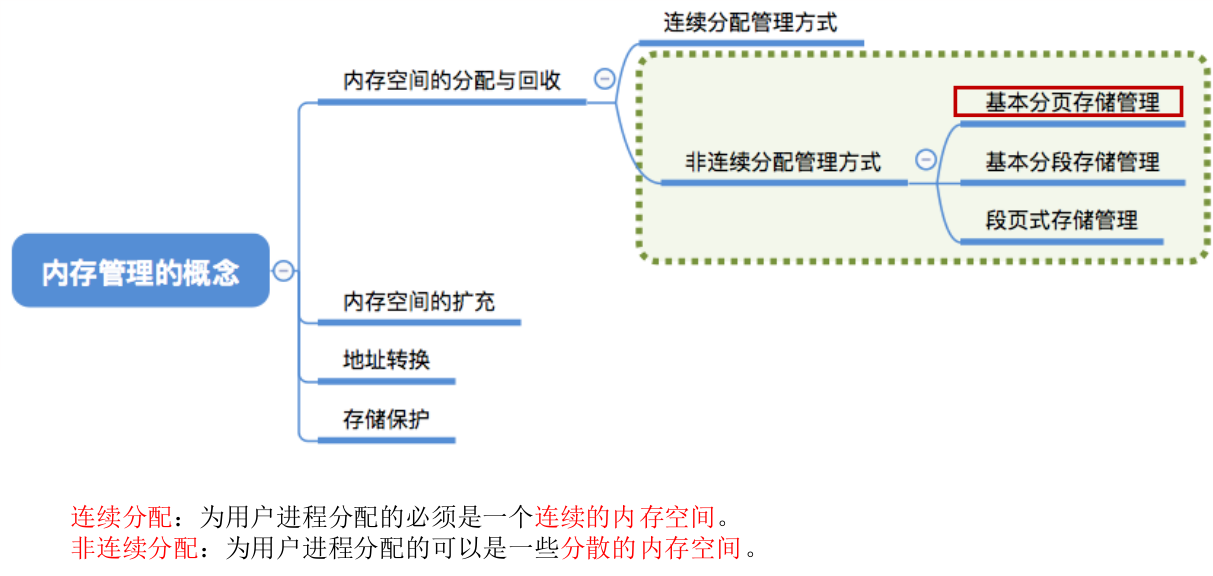 连续分配管理方式
内存空间的分配与回收
基本分页存储管理
非连续分配管理方式
基本分段存储管理
段页式存储管理
内存管理的概念
内存空间的扩充
地址转换
存储保护
连续分配：为用户进程分配的必须是一个连续的内存空间。
非连续分配：为用户进程分配的可以是一些分散的内存空间。